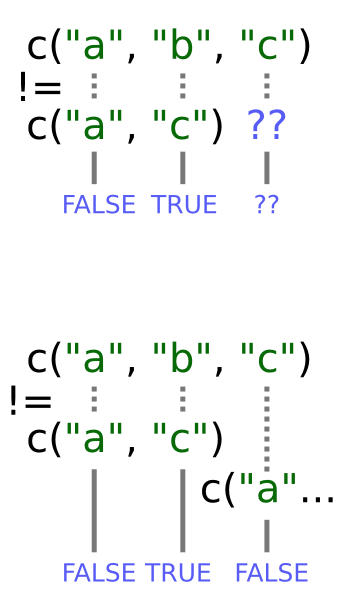 c("a", "b", "c")
!=
c("a", "c") ??
FALSE TRUE ??
c("a", "b", "c")
!=
c("a", "c")
c("a"...
FALSE TRUE FALSE